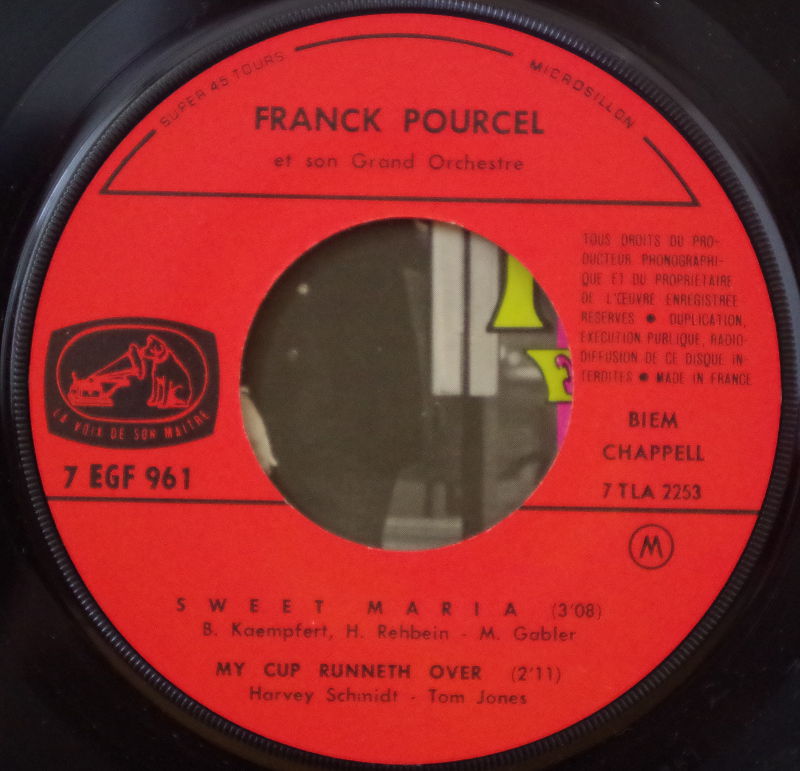 SUPER 45 TOURS
MICROSILLON
FRANCK POURCEL
et son Grand Orchestre
TOUS DROITS DU PRO-
DUCTEUR PHONOGRAPHI-
QUE ET DU PROPRIETAIRE
DE L'ŒUVRE ENREGISTREE
RESERVES ● DUPLICATION,
EXECUTION PUBLIQUE, RADIO-
DIFFUSION DE CE DISQUE IN-
TERDITES ● MADE IN FRANCE
LA VOIX DE SON MAITRE
7 EGF 961
BIEM
CHAPPELL
7 TLA 2253
M
SWEET MARIA (3'08)
B. Kaempfert, H. Rehbein - M. Gabler
MY CUP RUNNETH OVER (2'11)
Harvey Schmidt - Tom Jones